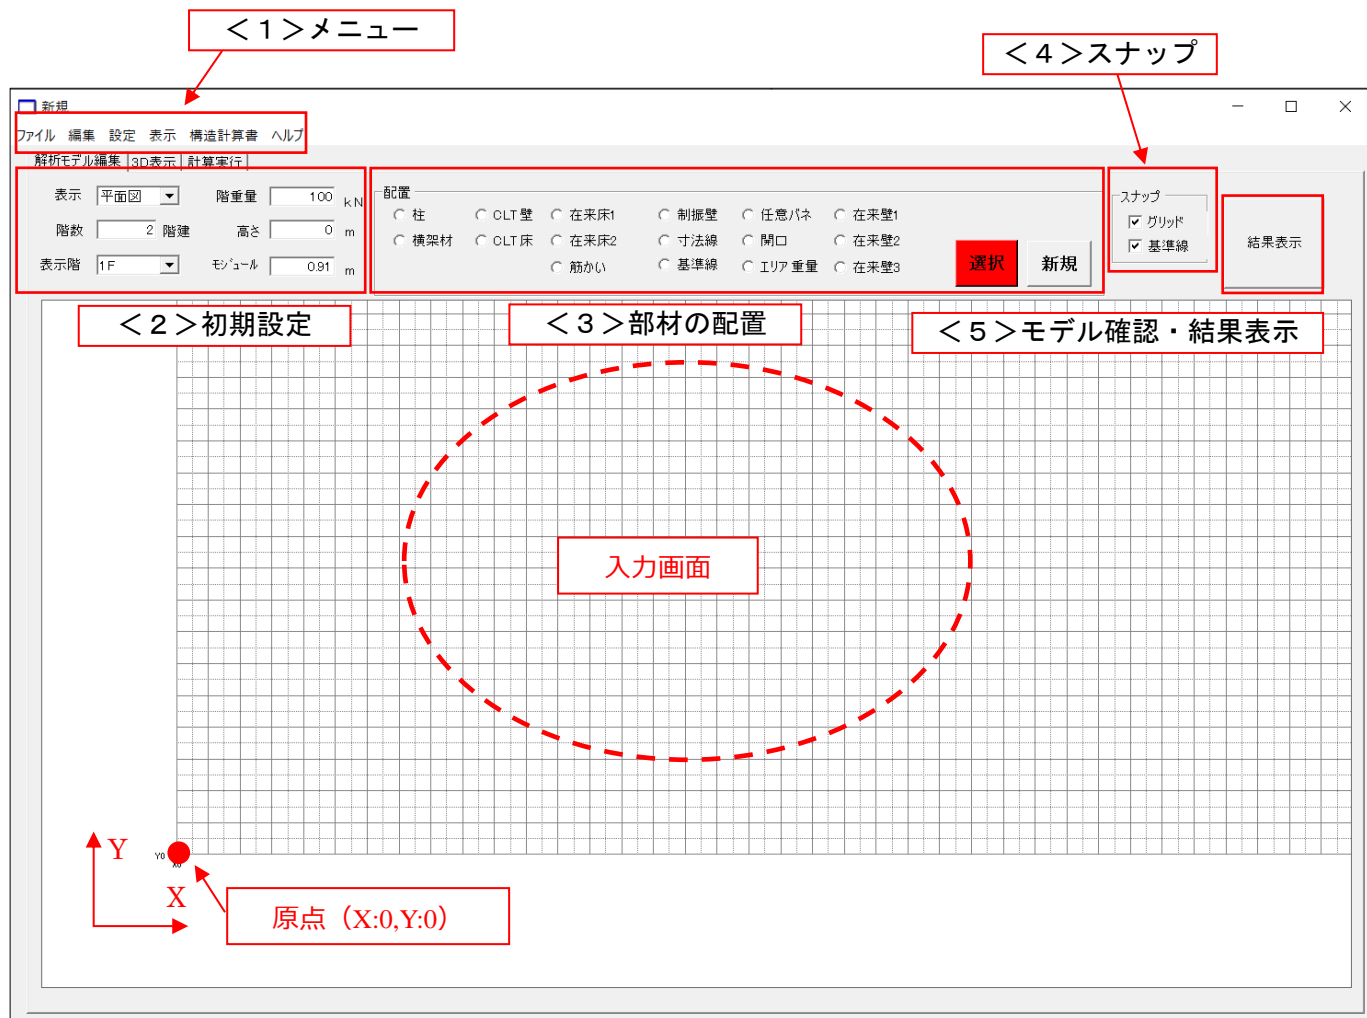 ＜１＞メニュー
＜４＞スナップ
新規
ファイル 編集 設定 表示 構造計算書 ヘルプ
解析モデル編集 3D表示 計算実行
表示 平面図 階重量 100 kN
階数 2 階建 高さ 0 m
表示階 1F モジュール 0.91 m
配置
柱 CLT壁 在来床1 制振壁 任意バネ 在来壁1
横架材 CLT床 在来床2 寸法線 開口 在来壁2
筋かい 基準線 エリア重量 在来壁3
選択 新規
スナップ
グリッド
基準線
結果表示
＜２＞初期設定
＜３＞部材の配置
＜５＞モデル確認・結果表示
入力画面
Y
X
Y0
X0
原点（X:0,Y:0）